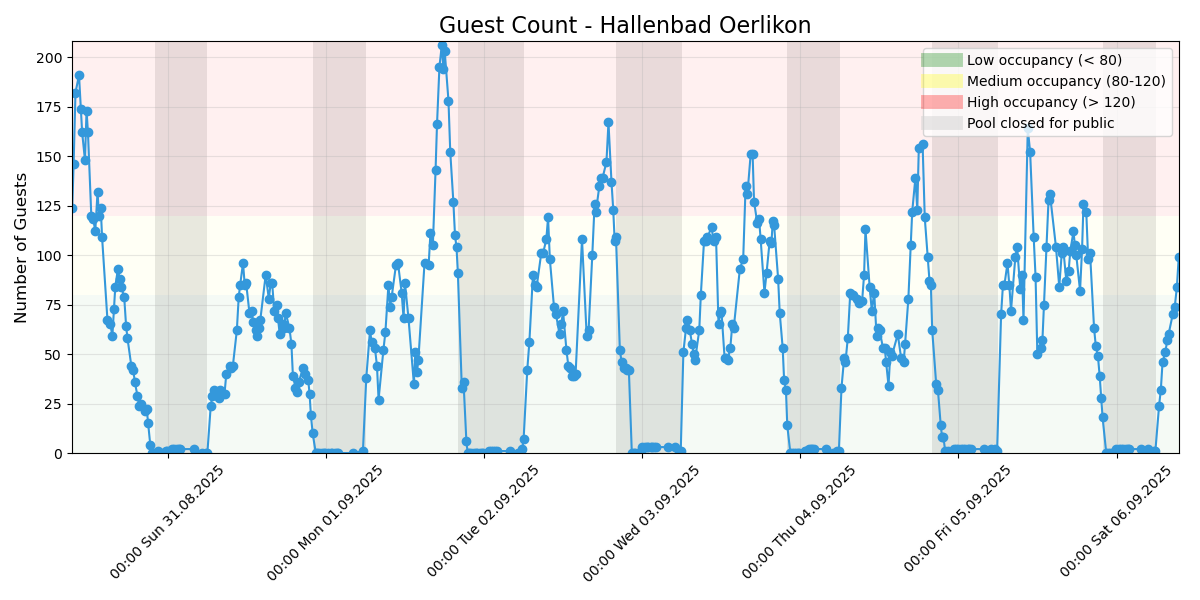 Guest Count - Hallenbad Oerlikon
Number of Guests
200
175
150
125
100
75
50
25
0
Low occupancy (< 80)
Medium occupancy (80-120)
High occupancy (> 120)
Pool closed for public
00:00 Sun 31.08.2025
00:00 Mon 01.09.2025
00:00 Tue 02.09.2025
00:00 Wed 03.09.2025
00:00 Thu 04.09.2025
00:00 Fri 05.09.2025
00:00 Sat 06.09.2025